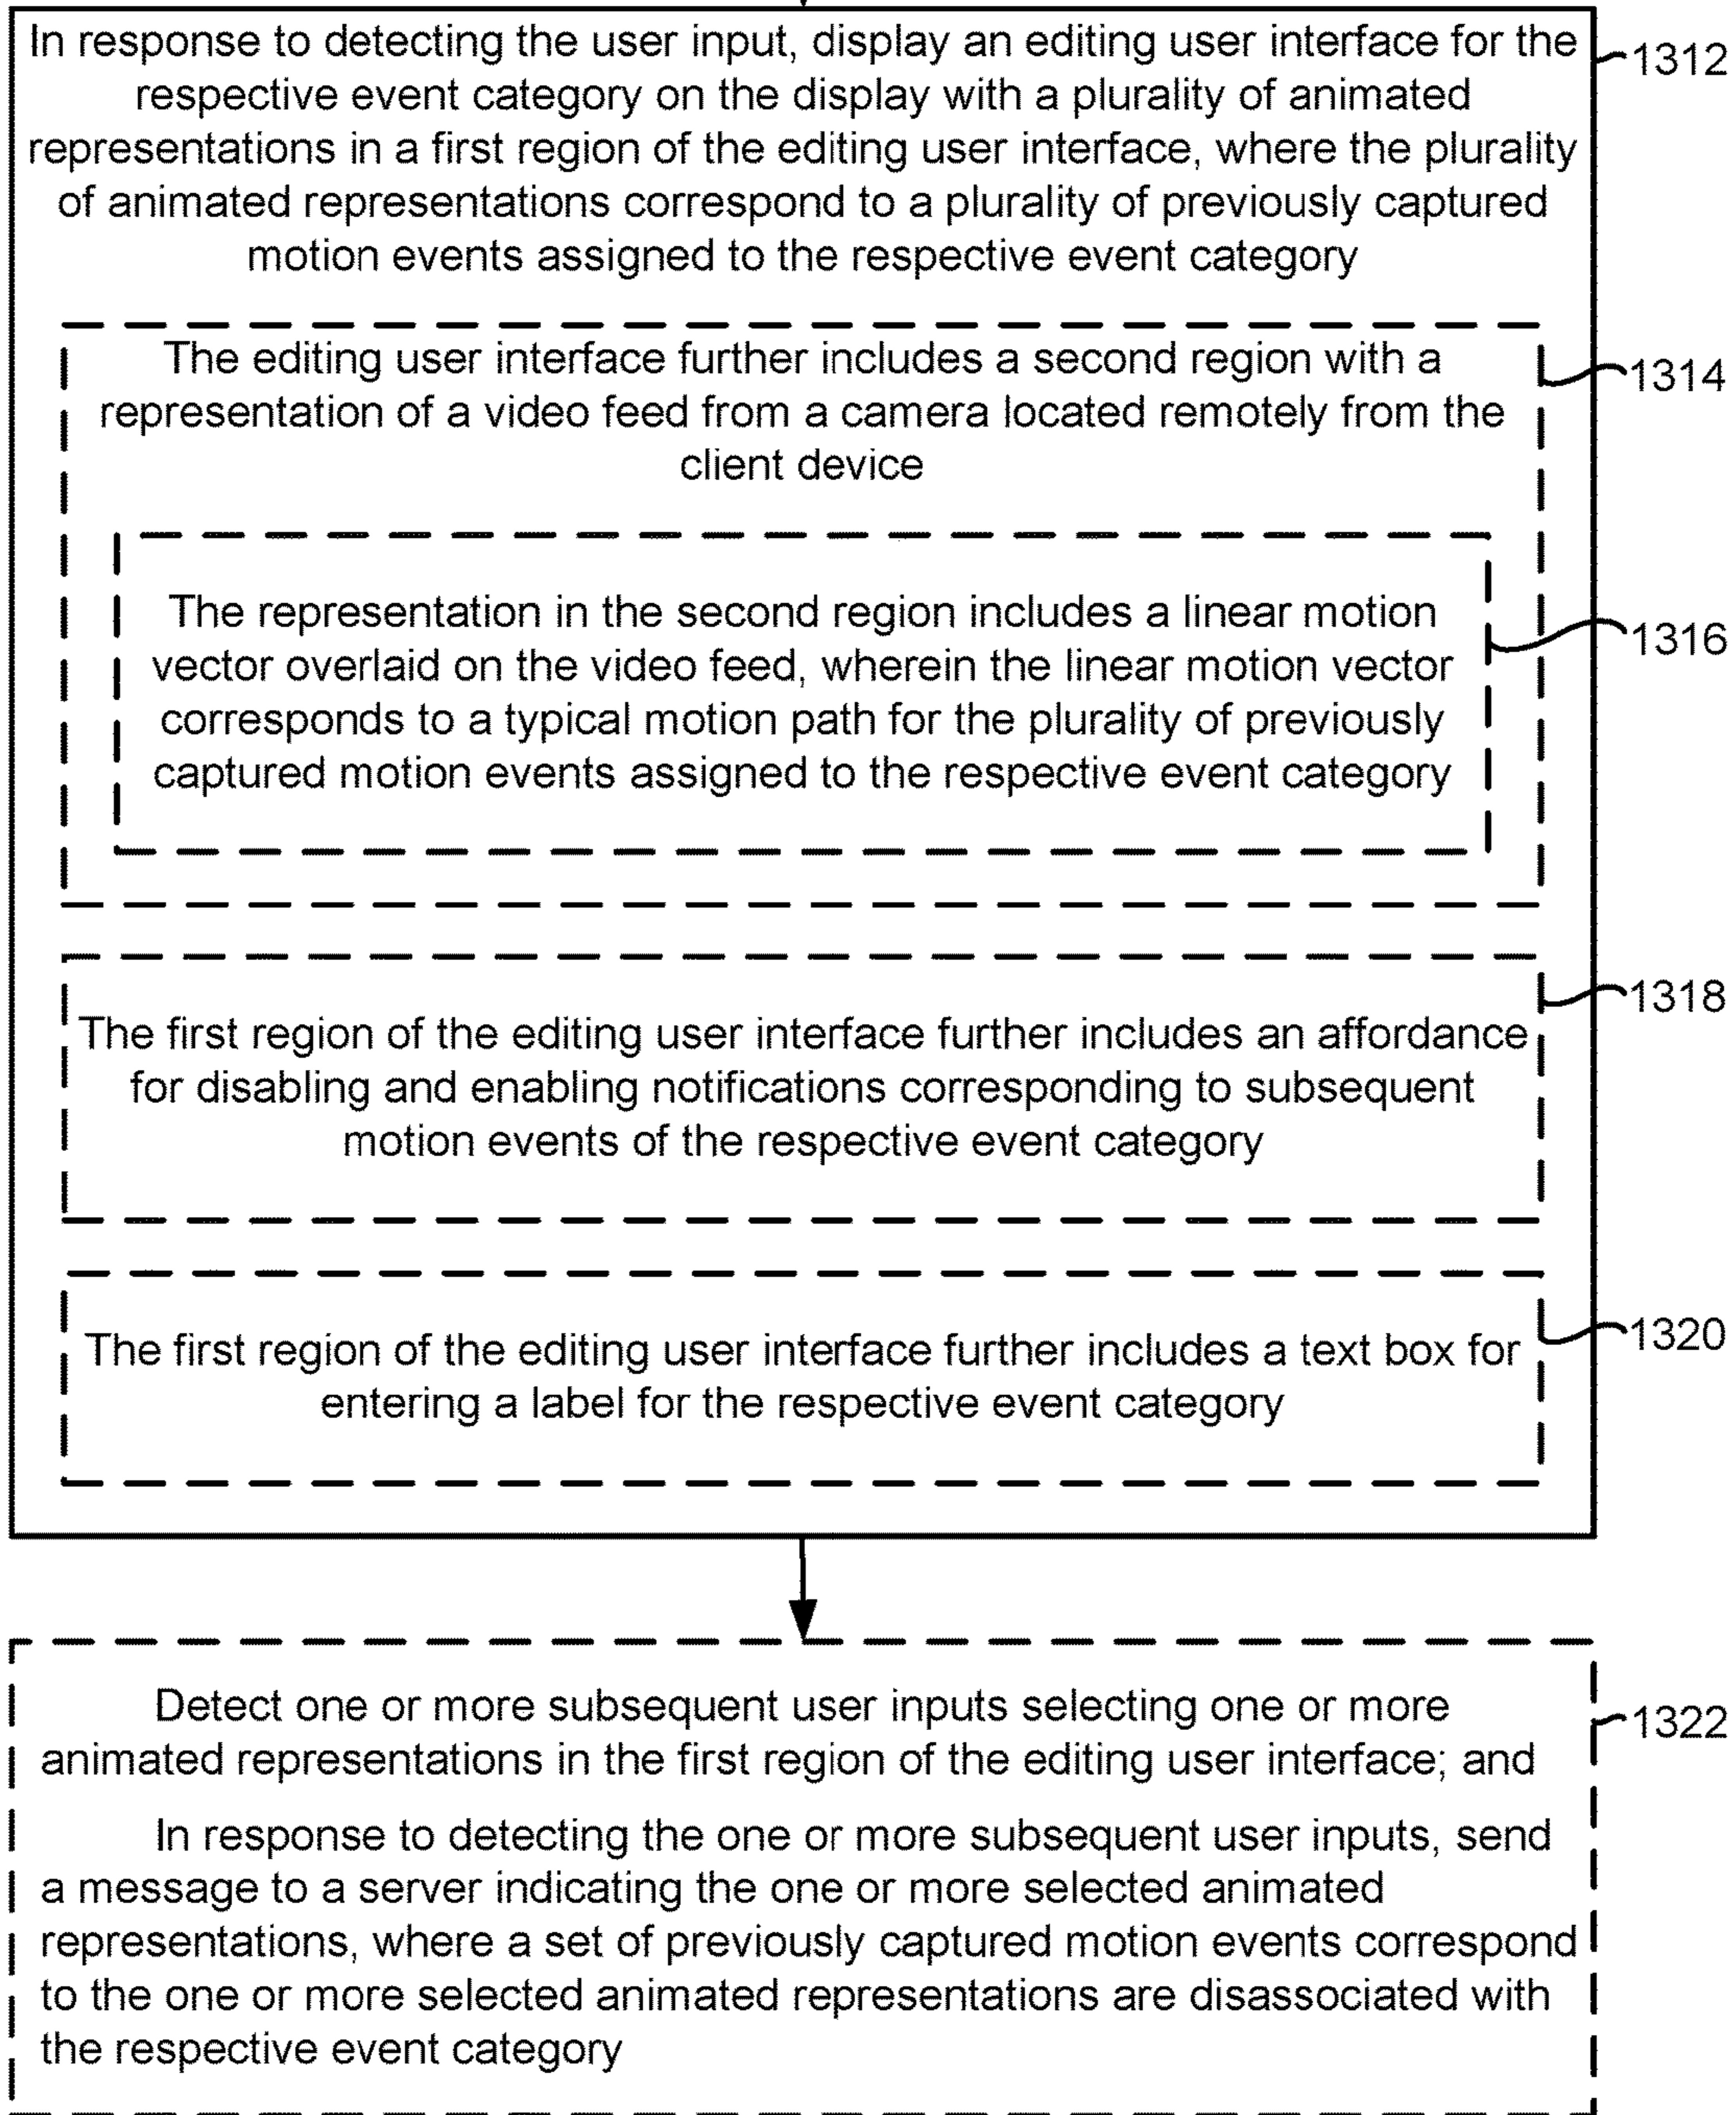 In response to detecting the user input, display an editing user interface for the
respective event category on the display with a plurality of animated
representations in a first region of the editing user interface, where the plurality
of animated representations correspond to a plurality of previously captured
motion events assigned to the respective event category
1312
The editing user interface further includes a second region with a
representation of a video feed from a camera located remotely from the
client device
1314
The representation in the second region includes a linear motion
vector overlaid on the video feed, wherein the linear motion vector
corresponds to a typical motion path for the plurality of previously
captured motion events assigned to the respective event category
1316
The first region of the editing user interface further includes an affordance
for disabling and enabling notifications corresponding to subsequent
motion events of the respective event category
1318
The first region of the editing user interface further includes a text box for
entering a label for the respective event category
1320
Detect one or more subsequent user inputs selecting one or more
animated representations in the first region of the editing user interface; and
In response to detecting the one or more subsequent user inputs, send
a message to a server indicating the one or more selected animated
representations, where a set of previously captured motion events correspond
to the one or more selected animated representations are disassociated with
the respective event category
1322